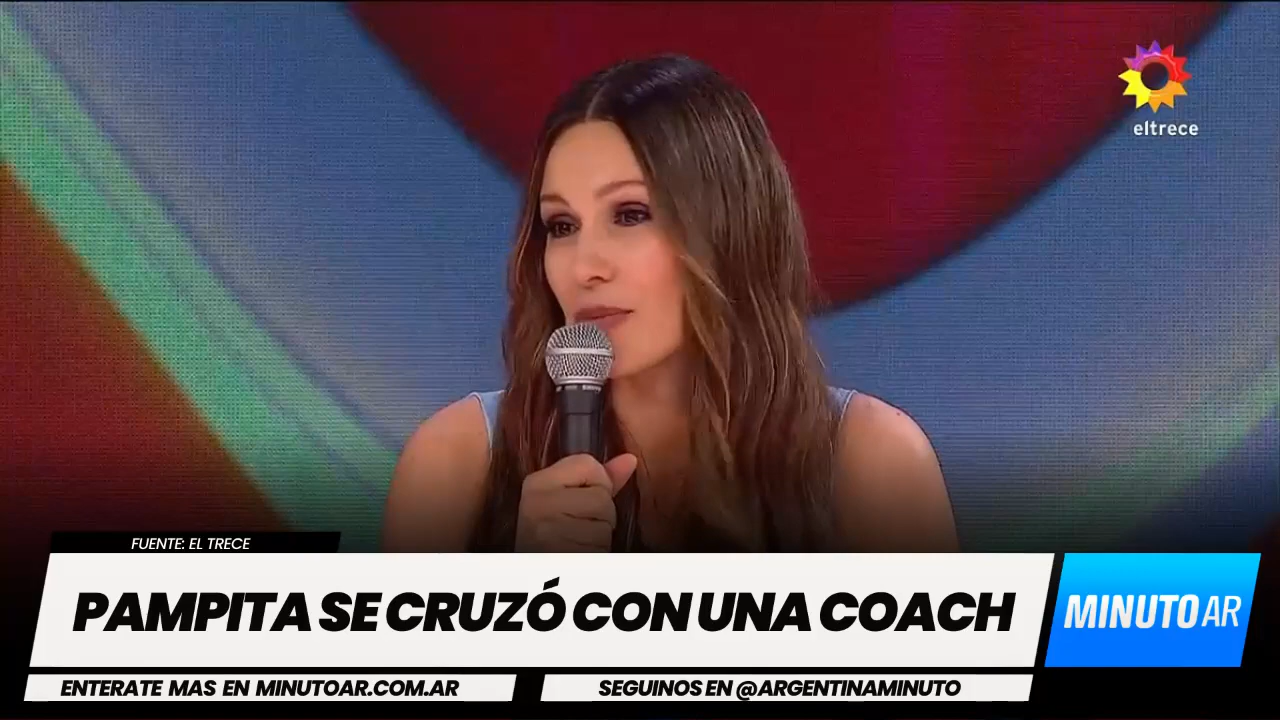 eltrece
FUENTE: EL TRECE
PAMPITA SE CRUZÓ CON UNA COACH
MINUTO AR
ENTERATE MAS EN MINUTOAR.COM.AR
SEGUINOS EN @ARGENTINAMINUTO